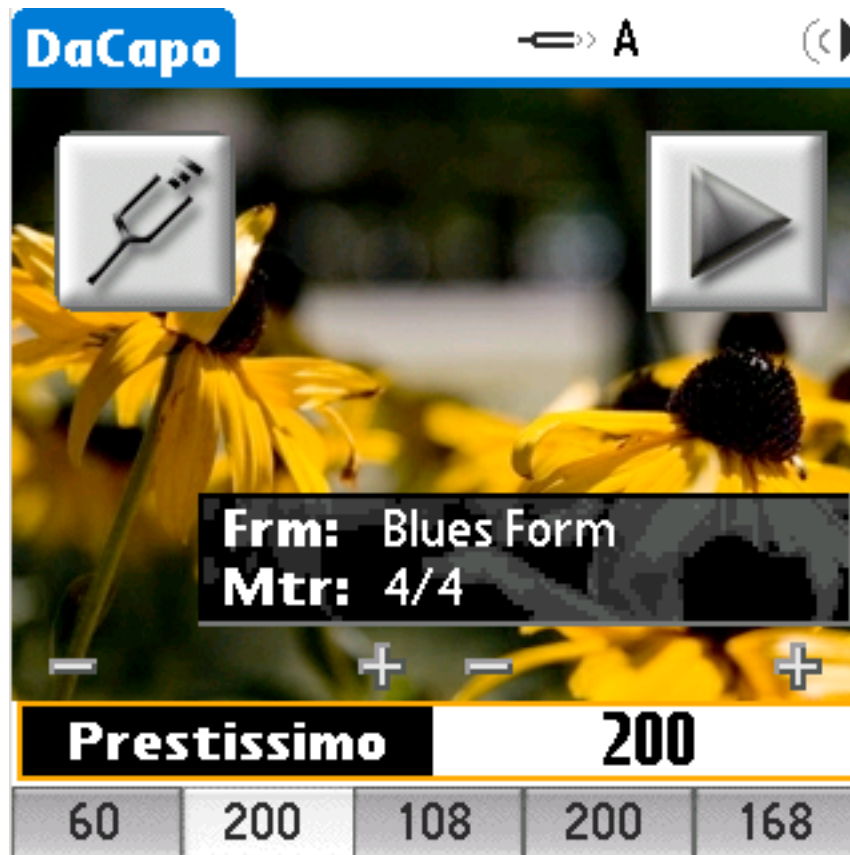 DaCapo A
Frm: Blues Form
Mtr: 4/4
Prestissimo 200
60 200 108 200 168